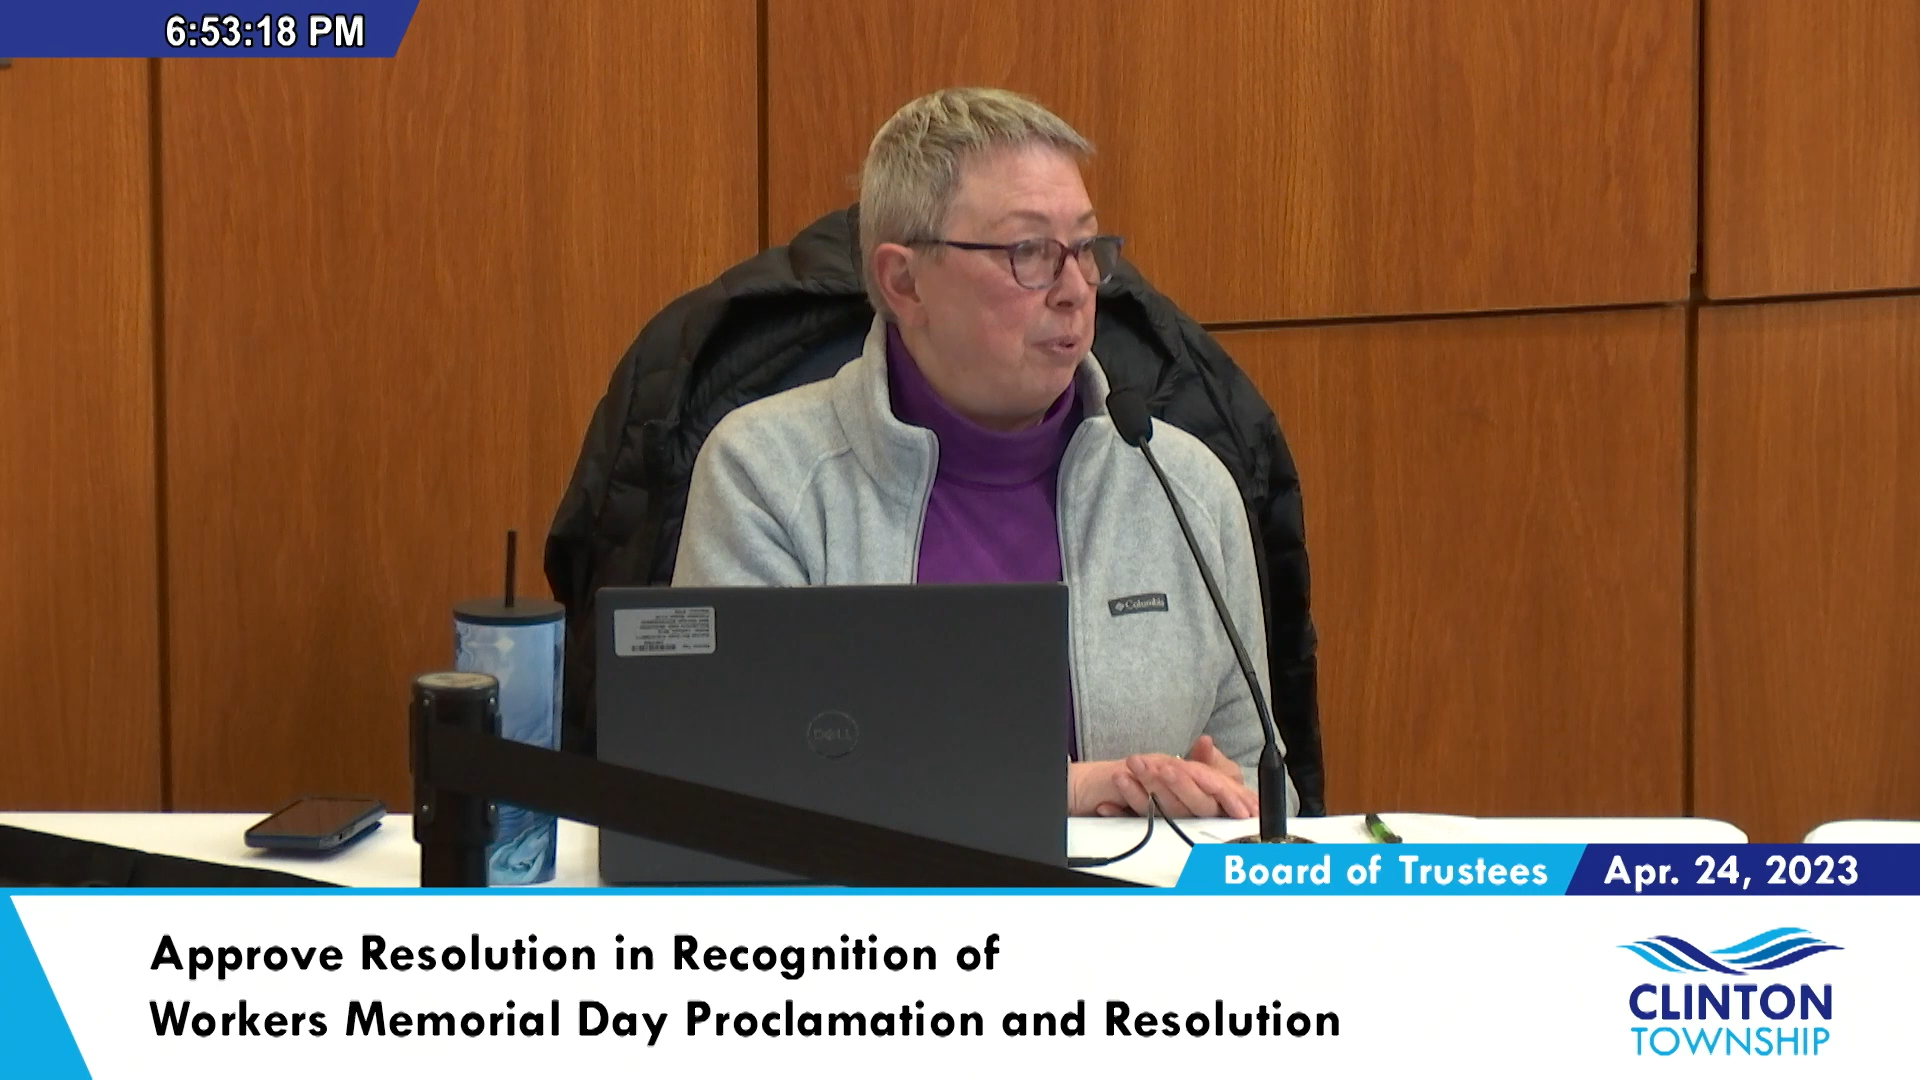 6:53:18 PM
Columbia
DELL
Board of Trustees
Apr. 24, 2023
Approve Resolution in Recognition of
Workers Memorial Day Proclamation and Resolution
CLINTON
TOWNSHIP